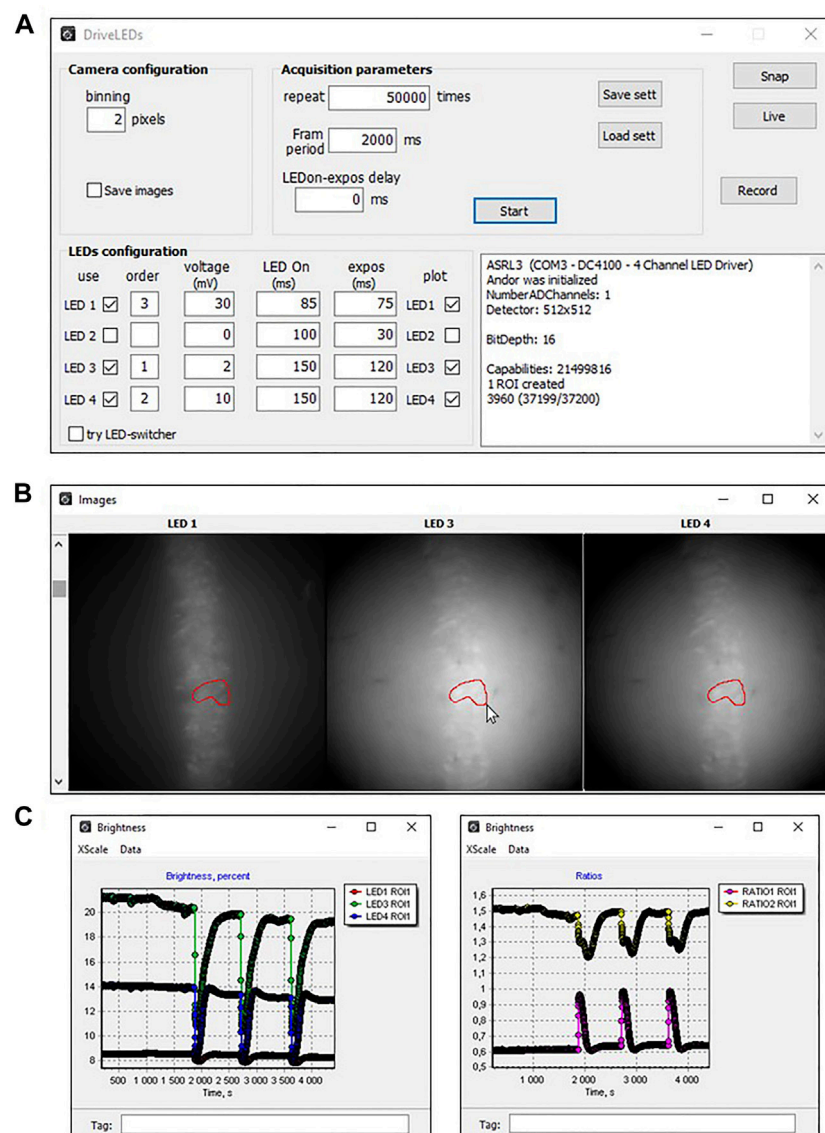 A
DriveLEDs
Camera configuration
binning
2 pixels
Save images
Acquisition parameters
repeat 50000 times
Fram period 2000 ms
LEDon-expos delay
0 ms
Save sett
Load sett
Start
Snap
Live
Record
LEDs configuration
use order voltage (mV) LED On (ms) expos (ms) plot
LED 1 3 30 85 75 LED1
LED 2 0 100 30 LED2
LED 3 1 2 150 120 LED3
LED 4 2 10 150 120 LED4
try LED-switcher
ASRL3 (COM3 - DC4100 - 4 Channel LED Driver)
Andor was initialized
NumberADChannels: 1
Detector: 512x512
BitDepth: 16
Capabilities: 21499816
1 ROI created
3960 (37199/37200)
B
Images
LED 1 LED 3 LED 4
C
Brightness
XScale Data
Brightness, percent
LED1 ROI1
LED3 ROI1
LED4 ROI1
20
18
16
14
12
10
8
500 1 000 1 500 2 000 2 500 3 000 3 500 4 000
Time, s
Tag:
Brightness
XScale Data
Ratios
RATIO1 ROI1
RATIO2 ROI1
1,6
1,5
1,4
1,3
1,2
1,1
1
0,9
0,8
0,7
0,6
0,5
1 000 2 000 3 000 4 000
Time, s
Tag: